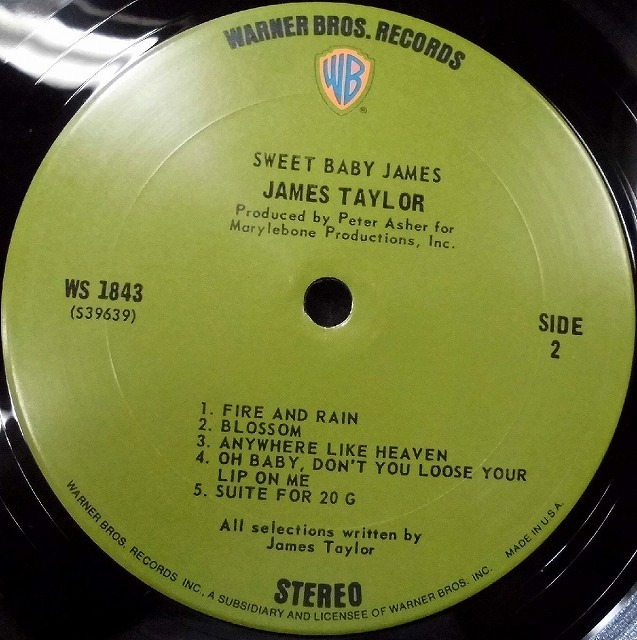 WARNER BROS. RECORDS
WB
®
SWEET BABY JAMES
JAMES TAYLOR
Produced by Peter Asher for
Marylebone Productions, Inc.
WS 1843
(S39639)
SIDE
2
1. FIRE AND RAIN
2. BLOSSOM
3. ANYWHERE LIKE HEAVEN
4. OH BABY, DON'T YOU LOOSE YOUR
LIP ON ME
5. SUITE FOR 20 G
All selections written by
James Taylor
STEREO
WARNER BROS. RECORDS INC., A SUBSIDIARY AND LICENSEE OF WARNER BROS. INC. MADE IN U.S.A.